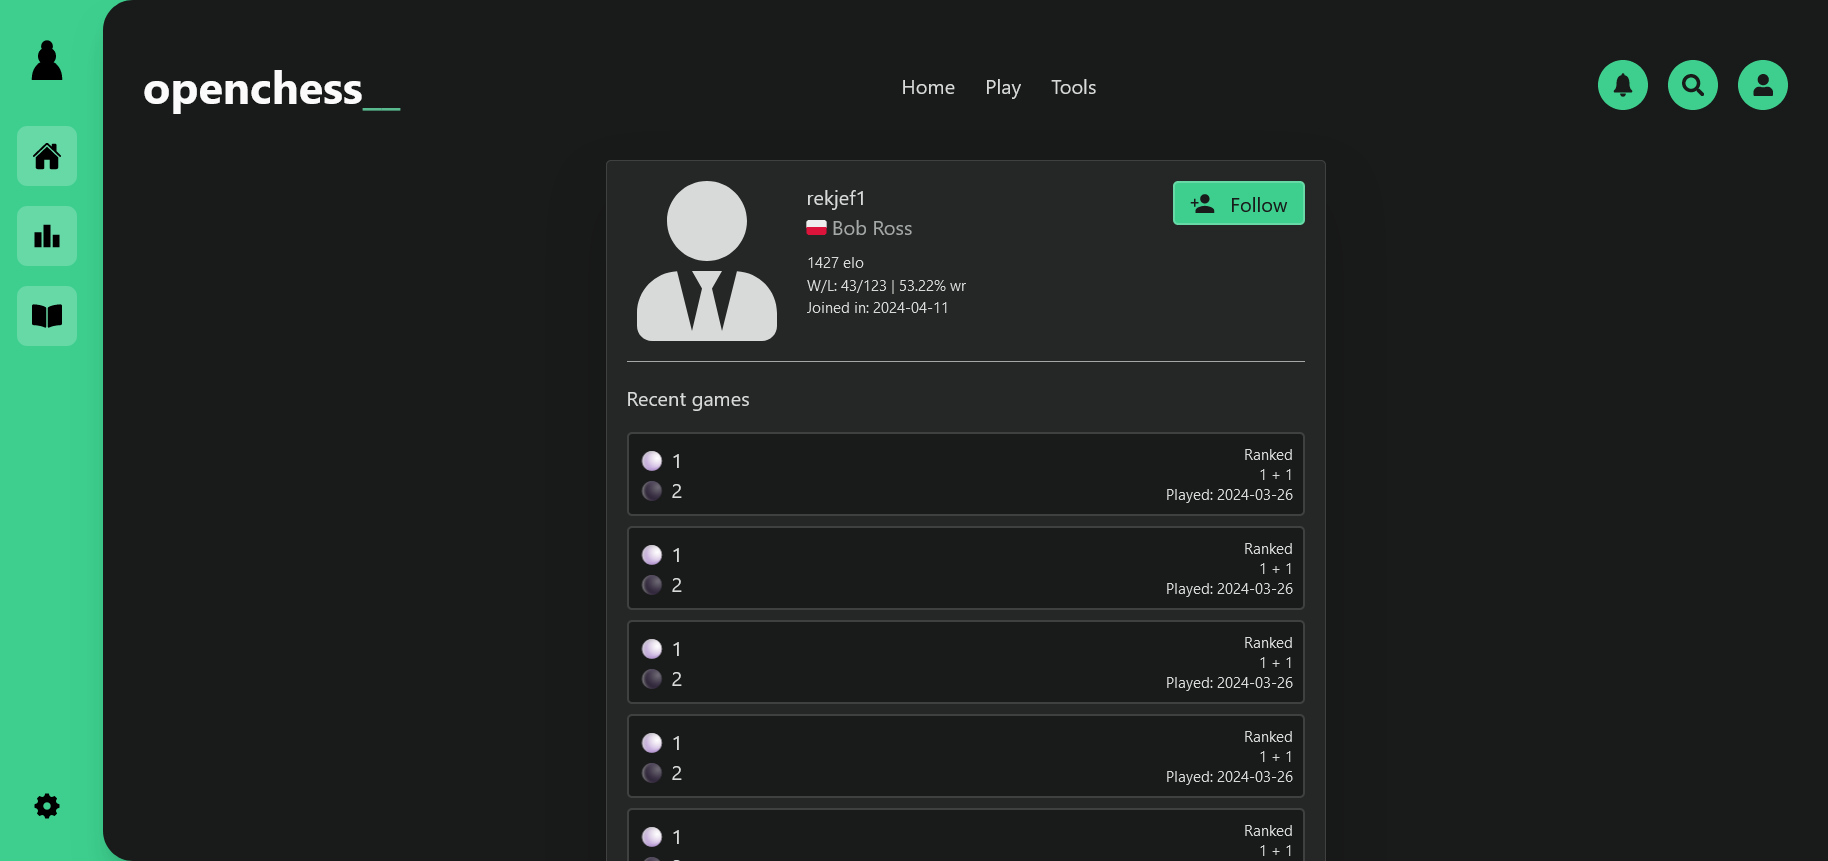 openchess__
Home Play Tools
rekjef1
Bob Ross
Follow
1427 elo
W/L: 43/123 | 53.22% wr
Joined in: 2024-04-11
Recent games
1
2
Ranked
1 + 1
Played: 2024-03-26
1
2
Ranked
1 + 1
Played: 2024-03-26
1
2
Ranked
1 + 1
Played: 2024-03-26
1
2
Ranked
1 + 1
Played: 2024-03-26
1
Ranked
1 + 1